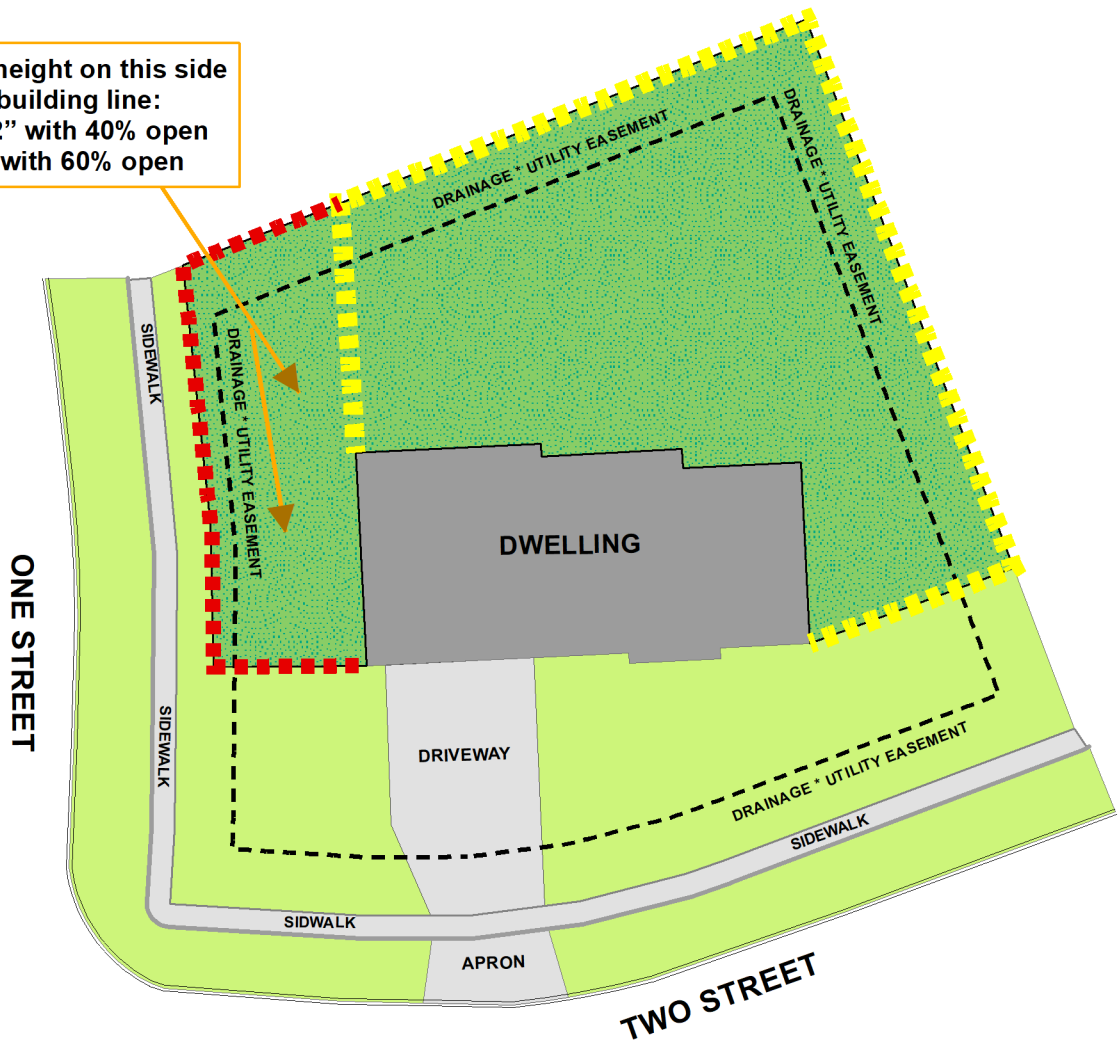 height on this side
building line:
2” with 40% open
with 60% open
DRAINAGE * UTILITY EASEMENT
DRAINAGE * UTILITY EASEMENT
SIDEWALK
DRAINAGE * UTILITY EASEMENT
DWELLING
ONE STREET
SIDEWALK
DRIVEWAY
DRAINAGE * UTILITY EASEMENT
SIDEWALK
SIDWALK
APRON
TWO STREET